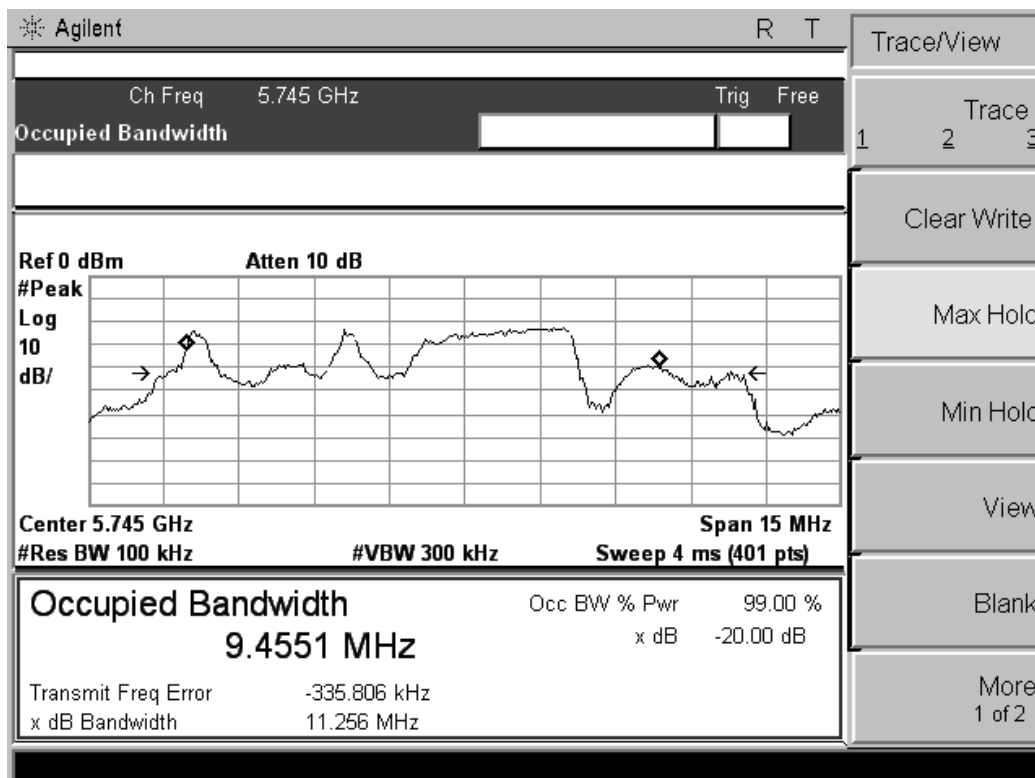 Agilent R T
Trace/View
Ch Freq 5.745 GHz Trig Free
Occupied Bandwidth
Trace
1 2 3
Clear Write
Max Hold
Min Hold
View
Blank
More
1 of 2
Ref 0 dBm Atten 10 dB
#Peak
Log
10
dB/
Center 5.745 GHz Span 15 MHz
#Res BW 100 kHz #VBW 300 kHz Sweep 4 ms (401 pts)
Occupied Bandwidth
9.4551 MHz
Occ BW % Pwr 99.00 %
x dB -20.00 dB
Transmit Freq Error -335.806 kHz
x dB Bandwidth 11.256 MHz